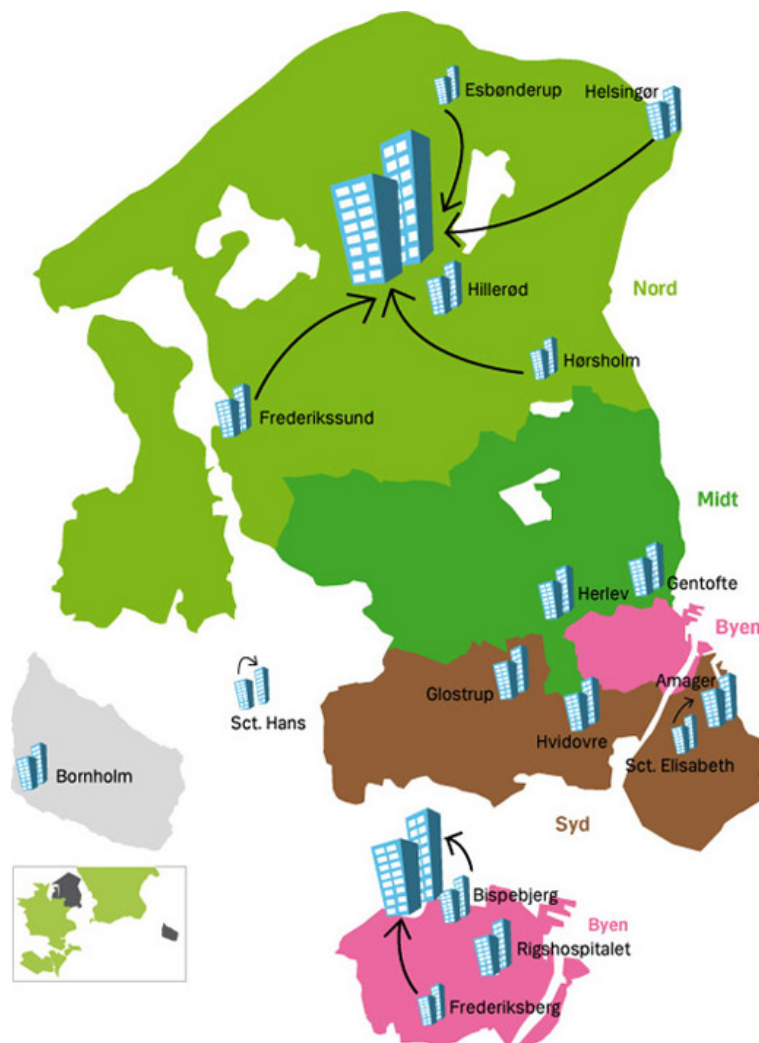 Esbønderup
Helsingør
Hillerød
Nord
Hørsholm
Frederikssund
Midt
Herlev
Gentofte
Byen
Glostrup
Amager
Sct. Hans
Hvidovre
Sct. Elisabeth
Bornholm
Syd
Bispebjerg
Byen
Rigshospitalet
Frederiksberg